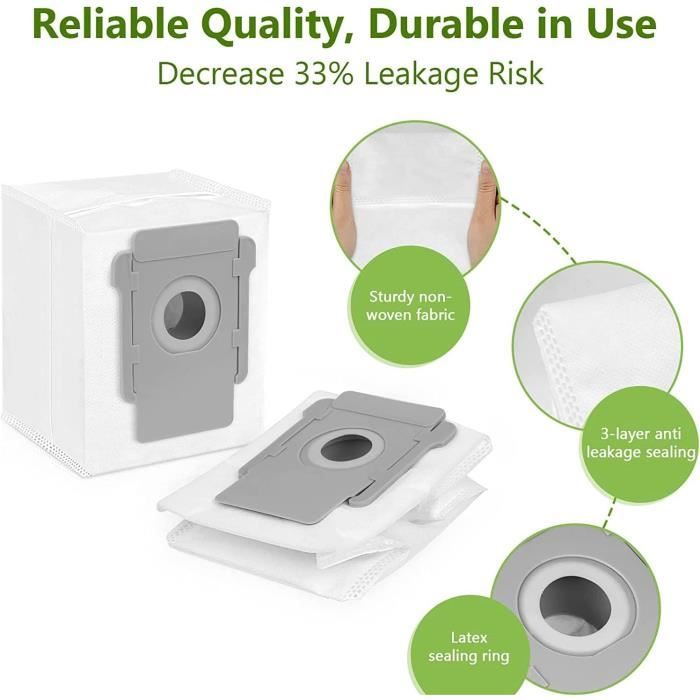 Reliable Quality, Durable in Use
Decrease 33% Leakage Risk
Sturdy non-
woven fabric
3-layer anti
leakage sealing
Latex
sealing ring